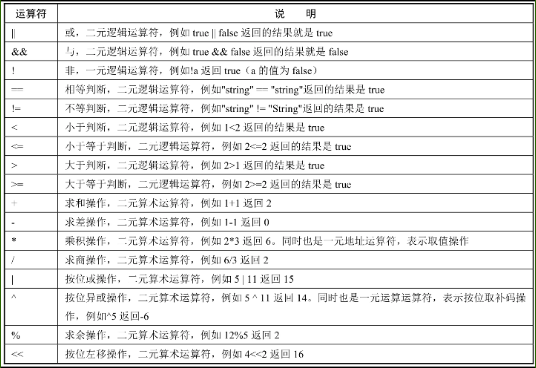 运算符 说 明
|| 或，二元逻辑运算符，例如 true || false 返回的结果就是 true
&& 与，二元逻辑运算符，例如 true && false 返回的结果就是 false
! 非，一元逻辑运算符，例如!a 返回 true（a 的值为 false）
== 相等判断，二元逻辑运算符，例如"string" == "string"返回的结果是 true
!= 不等判断，二元逻辑运算符，例如"string" != "String"返回的结果是 true
< 小于判断，二元逻辑运算符，例如 1<2 返回的结果是 true
<= 小于等于判断，二元逻辑运算符，例如 2<=2 返回的结果是 true
> 大于判断，二元逻辑运算符，例如 2>1 返回的结果是 true
>= 大于等于判断，二元逻辑运算符，例如 2>=2 返回的结果是 true
+ 求和操作，二元算术运算符，例如 1+1 返回 2
- 求差操作，二元算术运算符，例如 1-1 返回 0
* 乘积操作，二元算术运算符，例如 2*3 返回 6。同时也是一元地址运算符，表示取值操作
/ 求商操作，二元算术运算符，例如 6/3 返回 2
| 按位或操作，二元算术运算符，例如 5 | 11 返回 15
^ 按位异或操作，二元算术运算符，例如 5 ^ 11 返回 14。同时也是一元运算运算符，表示按位取补码操
作，例如^5 返回-6
% 求余操作，二元算术运算符，例如 12%5 返回 2
<< 按位左移操作，二元算术运算符，例如 4<<2 返回 16